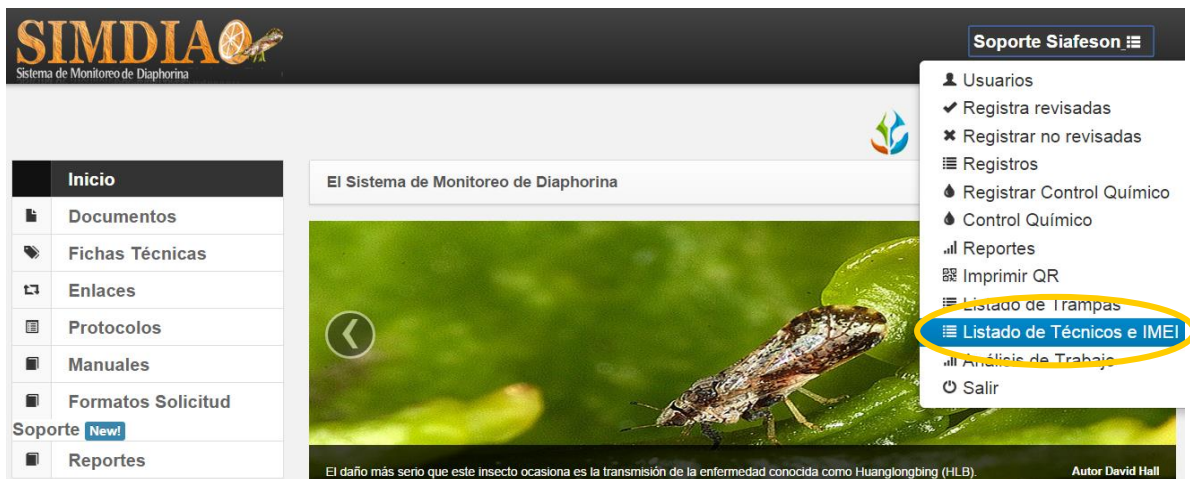 SIMDIA
Sistema de Monitoreo de Diaphorina
Soporte Siafeson
Usuarios
Registra revisadas
Registrar no revisadas
Registros
Registrar Control Químico
Control Químico
Reportes
Imprimir QR
Listado de Trampas
Listado de Técnicos e IMEI
Análisis de Trabajo
Salir
Inicio
Documentos
Fichas Técnicas
Enlaces
Protocolos
Manuales
Formatos Solicitud
Soporte New!
Reportes
El Sistema de Monitoreo de Diaphorina
El daño más serio que este insecto ocasiona es la transmisión de la enfermedad conocida como Huanglongbing (HLB).
Autor David Hall